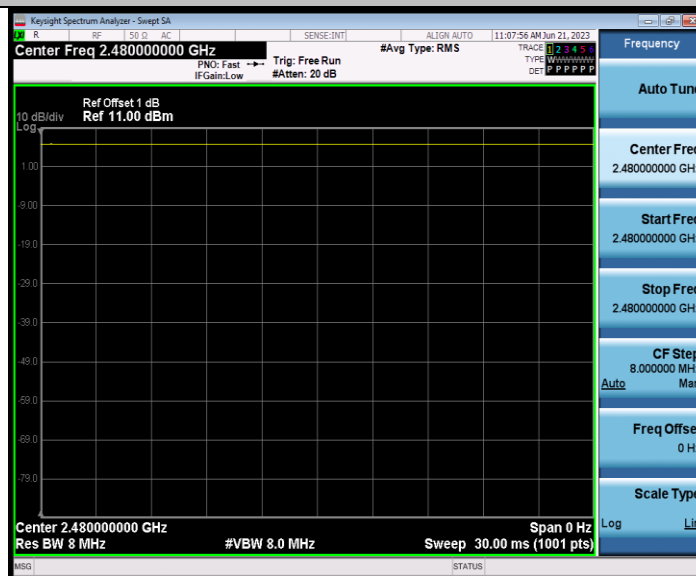 Keysight Spectrum Analyzer - Swept SA
LXI R RF 50 Ω AC SENSE:INT ALIGN AUTO 11:07:56 AM Jun 21, 2023
Center Freq 2.480000000 GHz #Avg Type: RMS TRACE 1 2 3 4 5 6
PNO: Fast Trig: Free Run TYPE WWWWWW
IFGain:Low #Atten: 20 dB DET P P P P P P
Ref Offset 1 dB
10 dB/div Ref 11.00 dBm
Log
1.00
-9.00
-19.0
-29.0
-39.0
-49.0
-59.0
-69.0
-79.0
Center 2.480000000 GHz Span 0 Hz
Res BW 8 MHz #VBW 8.0 MHz Sweep 30.00 ms (1001 pts)
MSG STATUS
Frequency
Auto Tune
Center Freq
2.480000000 GHz
Start Freq
2.480000000 GHz
Stop Freq
2.480000000 GHz
CF Step
8.000000 MHz
Auto Man
Freq Offset
0 Hz
Scale Type
Log Lin